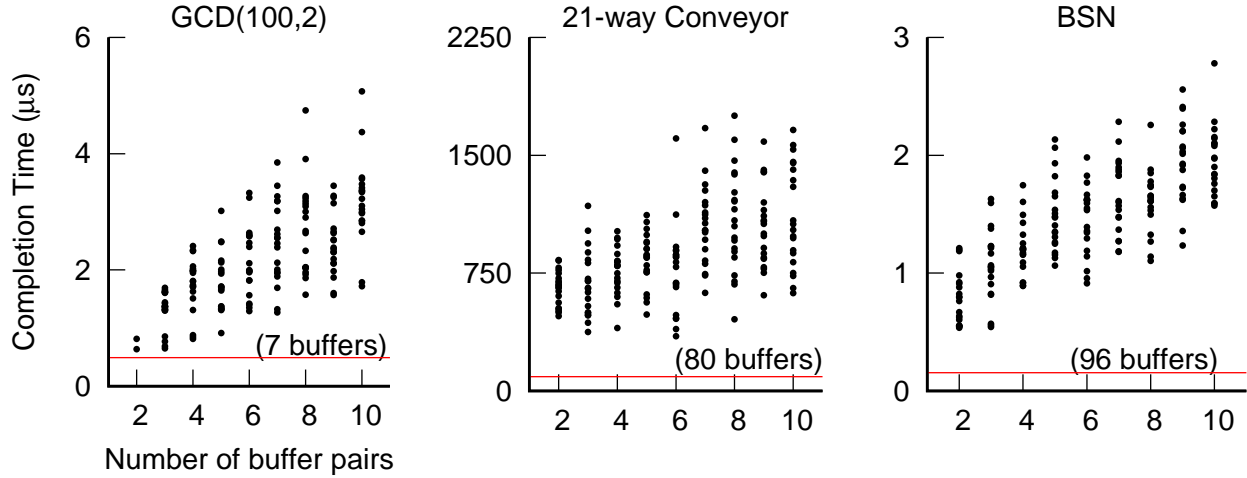 GCD(100,2)
6
4
2
0
2 4 6 8 10
(7 buffers)
Completion Time (μs)
Number of buffer pairs
21-way Conveyor
2250
1500
750
0
2 4 6 8 10
(80 buffers)
BSN
3
2
1
0
2 4 6 8 10
(96 buffers)